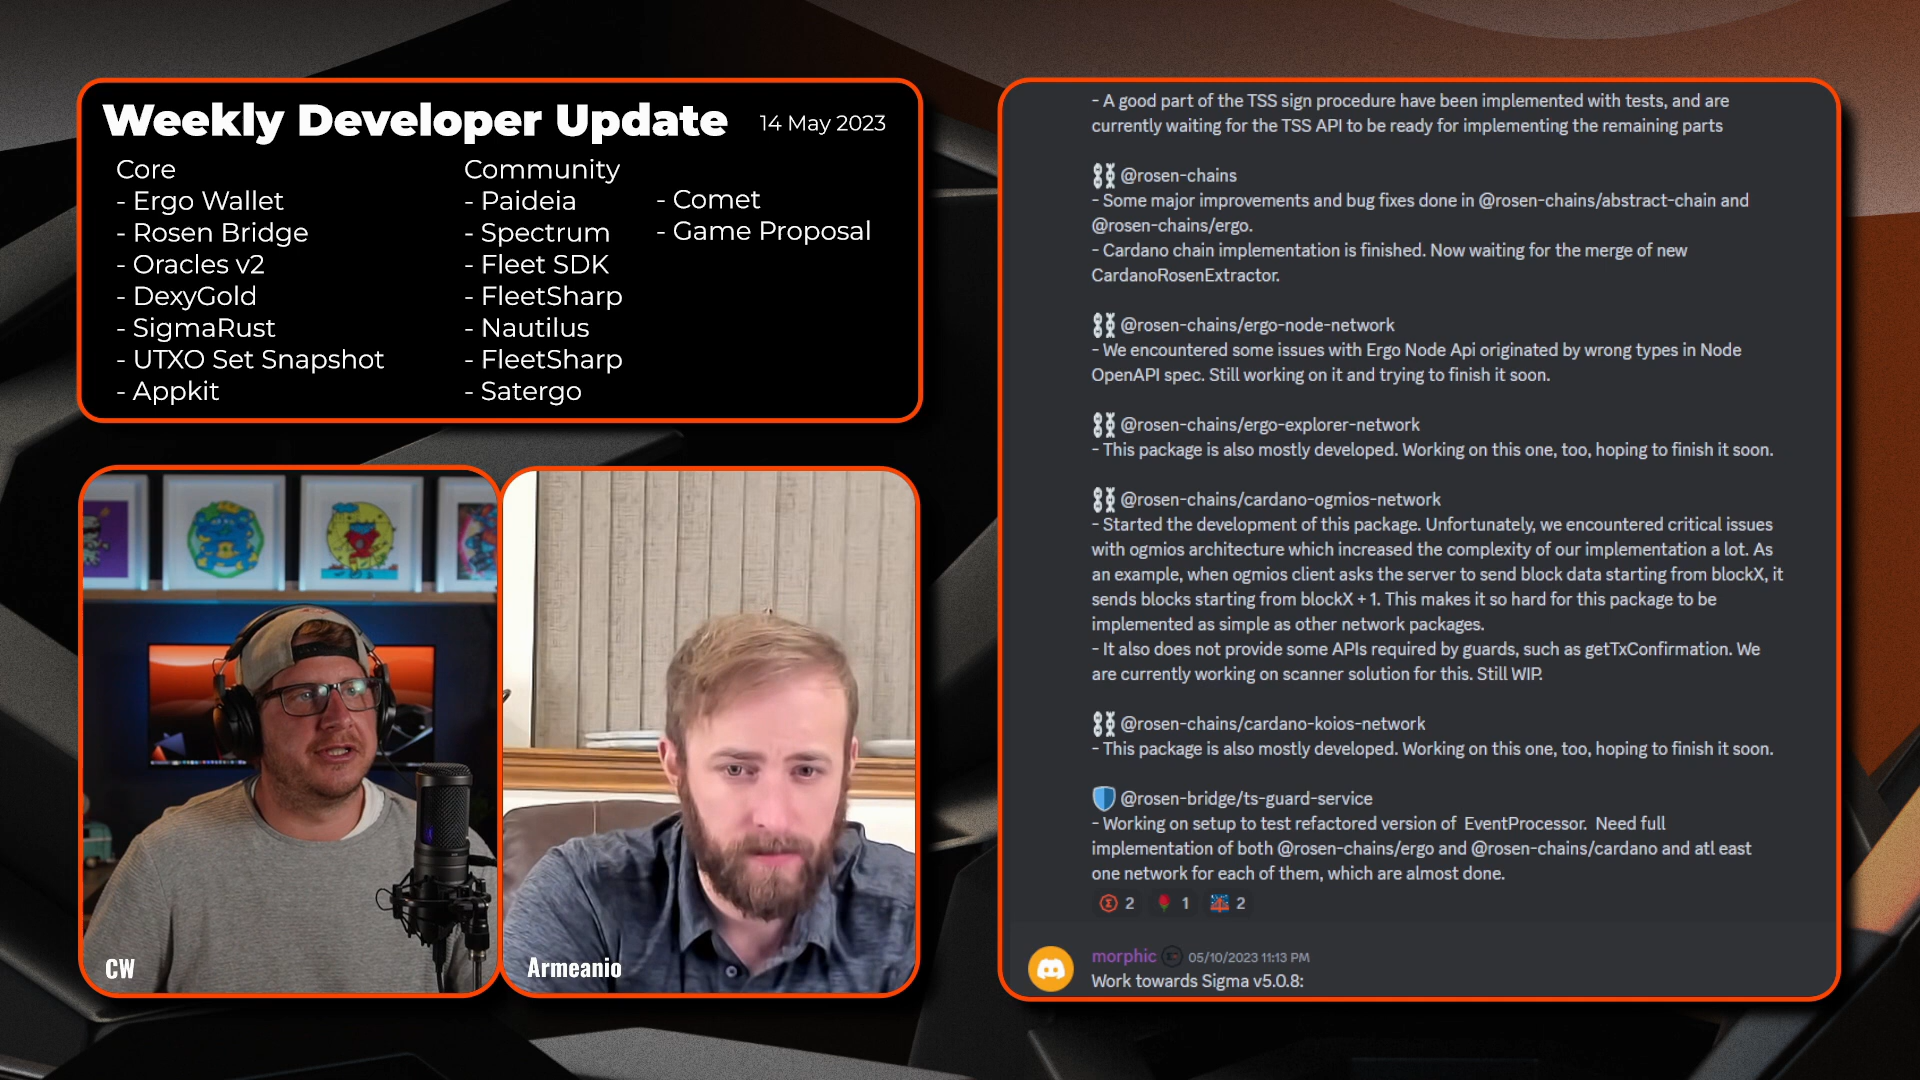 Weekly Developer Update
14 May 2023
Core
- Ergo Wallet
- Rosen Bridge
- Oracles v2
- DexyGold
- SigmaRust
- UTXO Set Snapshot
- Appkit
Community
- Paideia
- Spectrum
- Fleet SDK
- FleetSharp
- Nautilus
- FleetSharp
- Satergo
- Comet
- Game Proposal
CW
Armeanio
- A good part of the TSS sign procedure have been implemented with tests, and are
currently waiting for the TSS API to be ready for implementing the remaining parts
@rosen-chains
- Some major improvements and bug fixes done in @rosen-chains/abstract-chain and
@rosen-chains/ergo.
- Cardano chain implementation is finished. Now waiting for the merge of new
CardanoRosenExtractor.
@rosen-chains/ergo-node-network
- We encountered some issues with Ergo Node Api originated by wrong types in Node
OpenAPI spec. Still working on it and trying to finish it soon.
@rosen-chains/ergo-explorer-network
- This package is also mostly developed. Working on this one, too, hoping to finish it soon.
@rosen-chains/cardano-ogmios-network
- Started the development of this package. Unfortunately, we encountered critical issues
with ogmios architecture which increased the complexity of our implementation a lot. As
an example, when ogmios client asks the server to send block data starting from blockX, it
sends blocks starting from blockX + 1. This makes it so hard for this package to be
implemented as simple as other network packages.
- It also does not provide some APIs required by guards, such as getTxConfirmation. We
are currently working on scanner solution for this. Still WIP.
@rosen-chains/cardano-koios-network
- This package is also mostly developed. Working on this one, too, hoping to finish it soon.
@rosen-bridge/ts-guard-service
- Working on setup to test refactored version of EventProcessor. Need full
implementation of both @rosen-chains/ergo and @rosen-chains/cardano and atl east
one network for each of them, which are almost done.
2 1 2
morphic 05/10/2023 11:13 PM
Work towards Sigma v5.0.8: